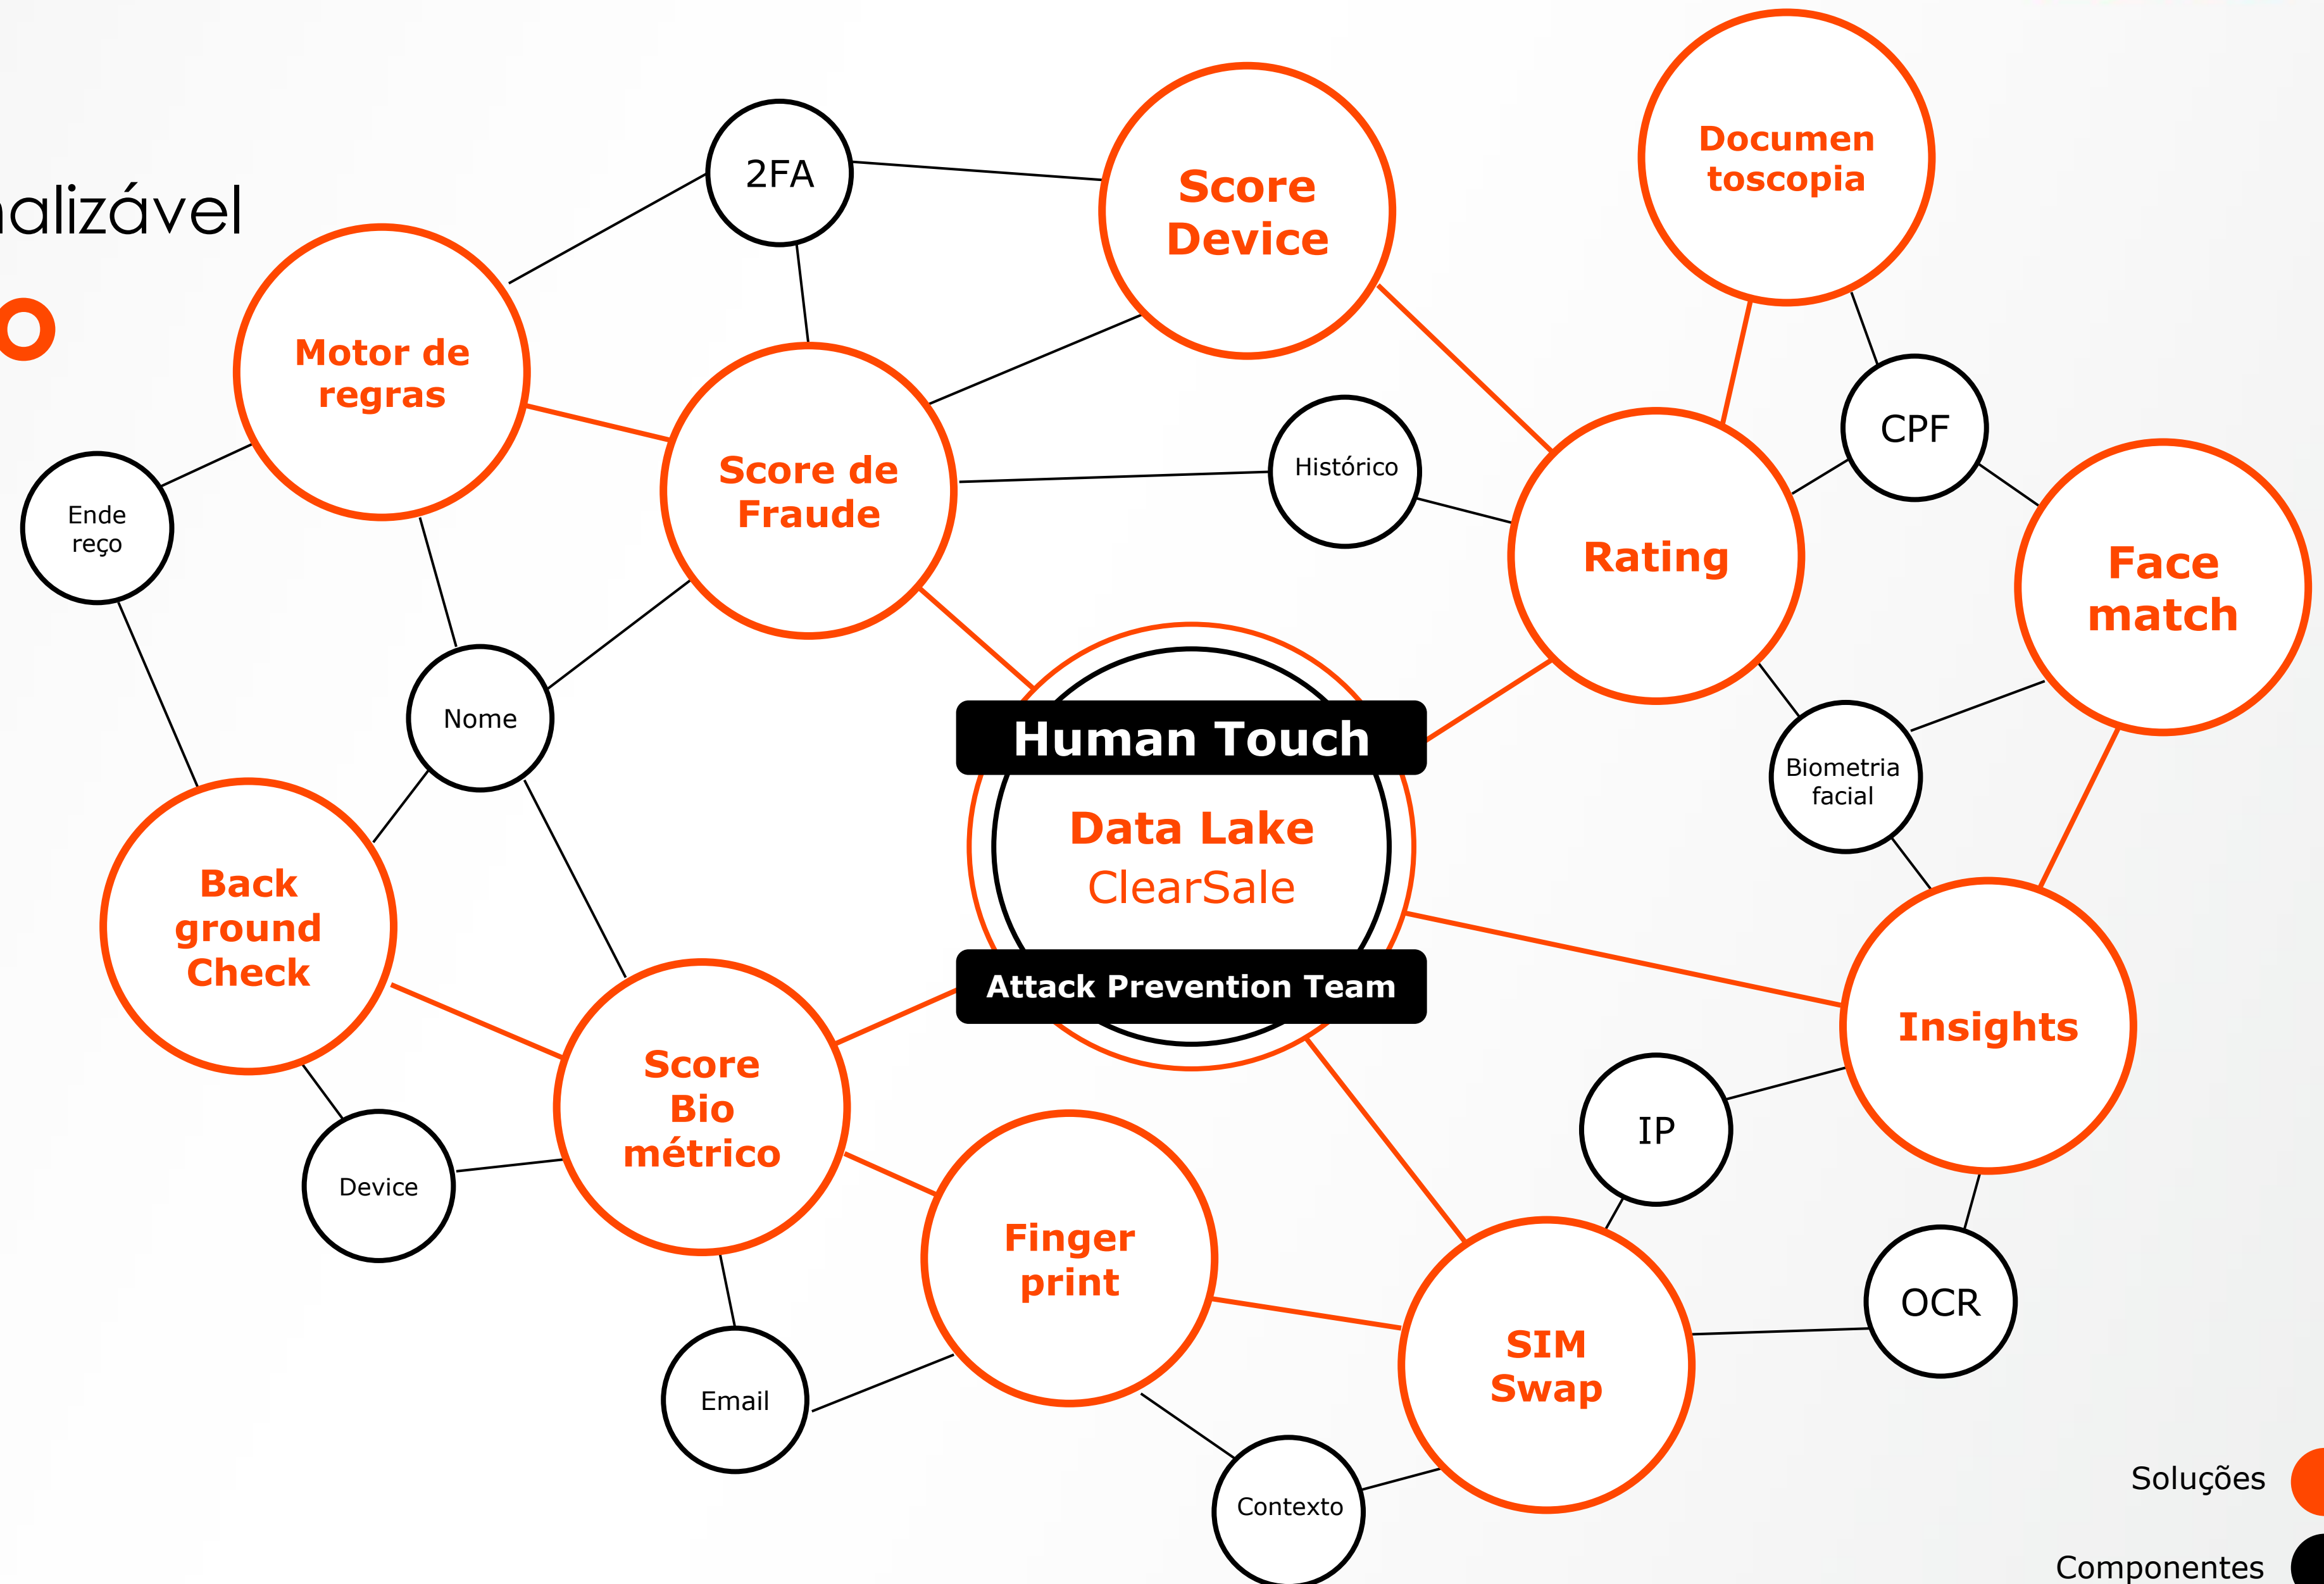 nalizável
o
2FA
Score
Device
Documen
toscopia
Motor de
regras
Score de
Fraude
Histórico
CPF
Ende
reço
Rating
Face
match
Nome
Human Touch
Data Lake
ClearSale
Attack Prevention Team
Biometria
facial
Back
ground
Check
Score
Bio
métrico
Insights
IP
Device
Finger
print
OCR
SIM
Swap
Email
Contexto
Soluções
Componentes